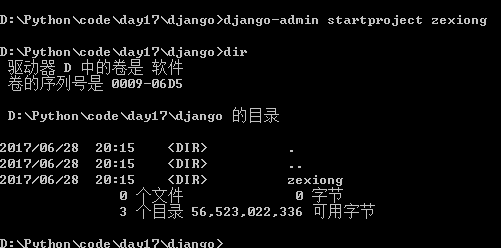 D:\Python\code\day17\django>django-admin startproject zexiong
D:\Python\code\day17\django>dir
驱动器 D 中的卷是 软件
卷的序列号是 0009-06D5
D:\Python\code\day17\django 的目录
2017/06/28 20:15 <DIR> .
2017/06/28 20:15 <DIR> ..
2017/06/28 20:15 <DIR> zexiong
0 个文件 0 字节
3 个目录 56,523,022,336 可用字节
D:\Python\code\day17\django>